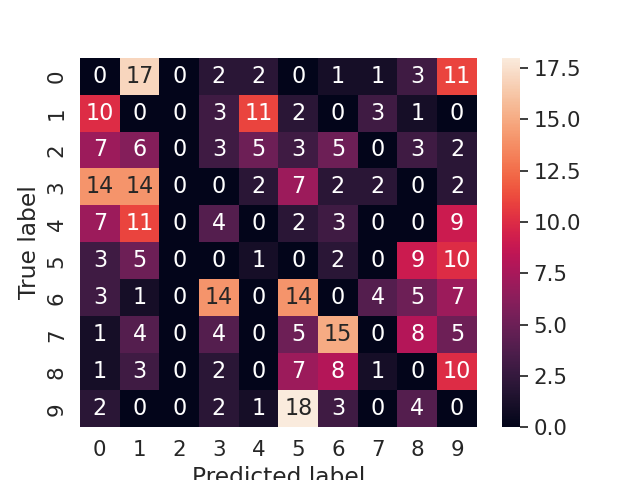 0 0 17 0 2 2 0 1 1 3 11
1 10 0 0 3 11 2 0 3 1 0
2 7 6 0 3 5 3 5 0 3 2
3 14 14 0 0 2 7 2 2 0 2
4 7 11 0 4 0 2 3 0 0 9
5 3 5 0 0 1 0 2 0 9 10
6 3 1 0 14 0 14 0 4 5 7
7 1 4 0 4 0 5 15 0 8 5
8 1 3 0 2 0 7 8 1 0 10
9 2 0 0 2 1 18 3 0 4 0
0 1 2 3 4 5 6 7 8 9
True label
Predicted label
17.5
15.0
12.5
10.0
7.5
5.0
2.5
0.0